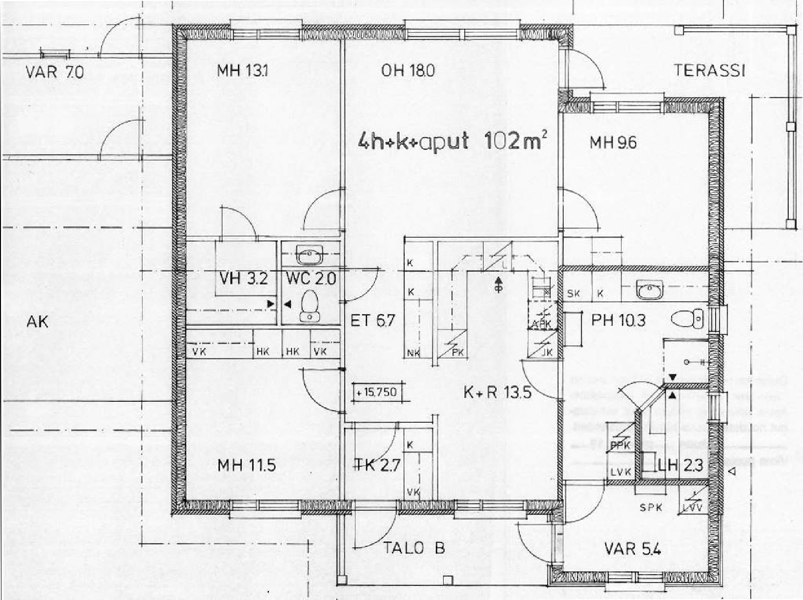 VAR 7.0
MH 13.1
OH 18.0
TERASSI
4h+k+aput 102m²
MH 9.6
VH 3.2
WC 2.0
K
K
SK
K
AK
ET 6.7
APK
PH 10.3
VK
HK
HK
VK
NK
PK
JK
+15.750
K+R 13.5
MH 11.5
TK 2.7
K
VK
PPK
LVK
LH 2.3
SPK
LVV
TALO B
VAR 5.4